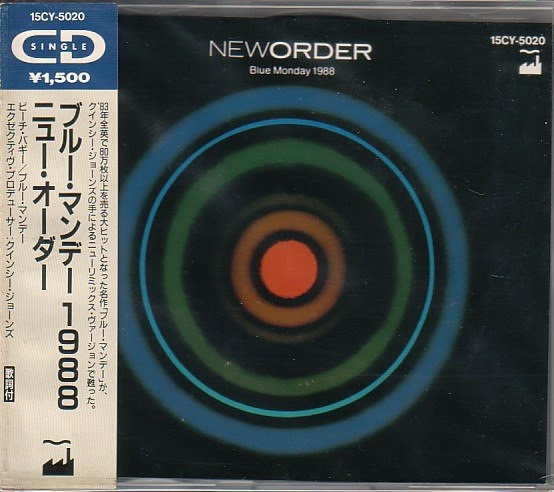 15CY-5020
SINGLE
CD
¥1,500
ブルー・マンデー1988
ニュー・オーダー
'83年全英で80万枚以上を売る大ヒットとなった名作「ブルー・マンデー」が、
クインシー・ジョーンズの手によるニューリミックス・ヴァージョンで甦った。
ビーチ・バギー/ブルー・マンデー
エクゼクティヴ・プロデューサー:クインシー・ジョーンズ
歌詞付
NEWORDER
Blue Monday 1988
15CY-5020